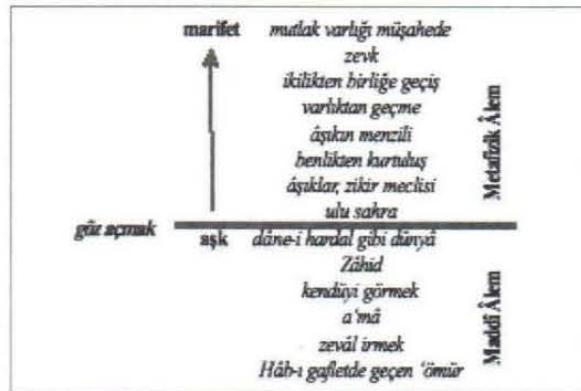 marifet mutlak varlığı müşahede
zevk
ikilikten birliğe geçiş
varlıktan geçme
âşıkın menzili
benlikten kurtuluş
âşıklar, zikir meclisi
ulu sahra
Metafizik Âlem
göz açmak
aşk dâne-i hardal gibi dünyâ
Zâhid
kendüyi görmek
a'mâ
zevâl irmek
Hâb-ı gafletde geçen 'ömür
Maddî Âlem